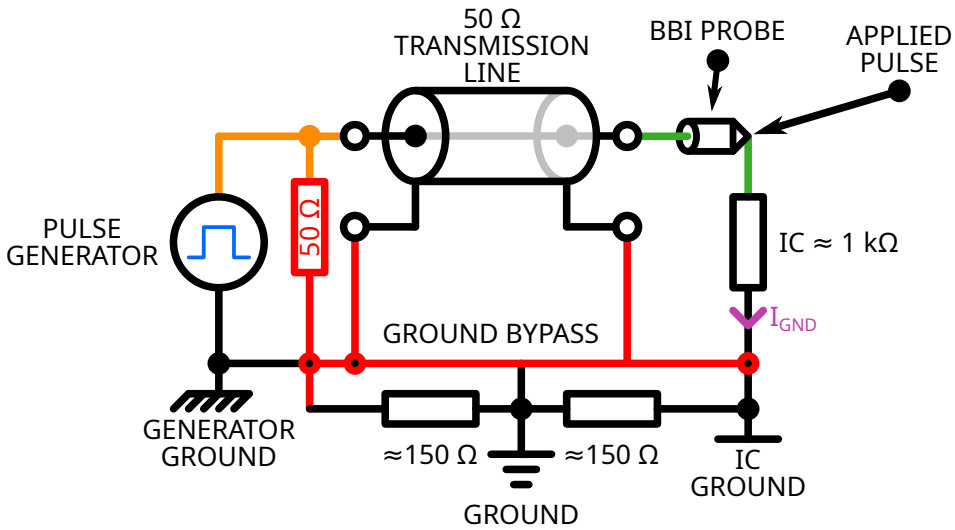 50 Ω
TRANSMISSION
LINE
BBI PROBE
APPLIED
PULSE
PULSE
GENERATOR
50 Ω
IC ≈ 1 kΩ
I_GND
GROUND BYPASS
GENERATOR
GROUND
≈150 Ω
≈150 Ω
IC
GROUND
GROUND